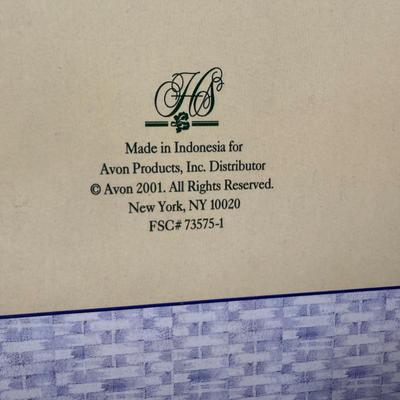 HS
Made in Indonesia for
Avon Products, Inc. Distributor
© Avon 2001. All Rights Reserved.
New York, NY 10020
FSC# 73575-1